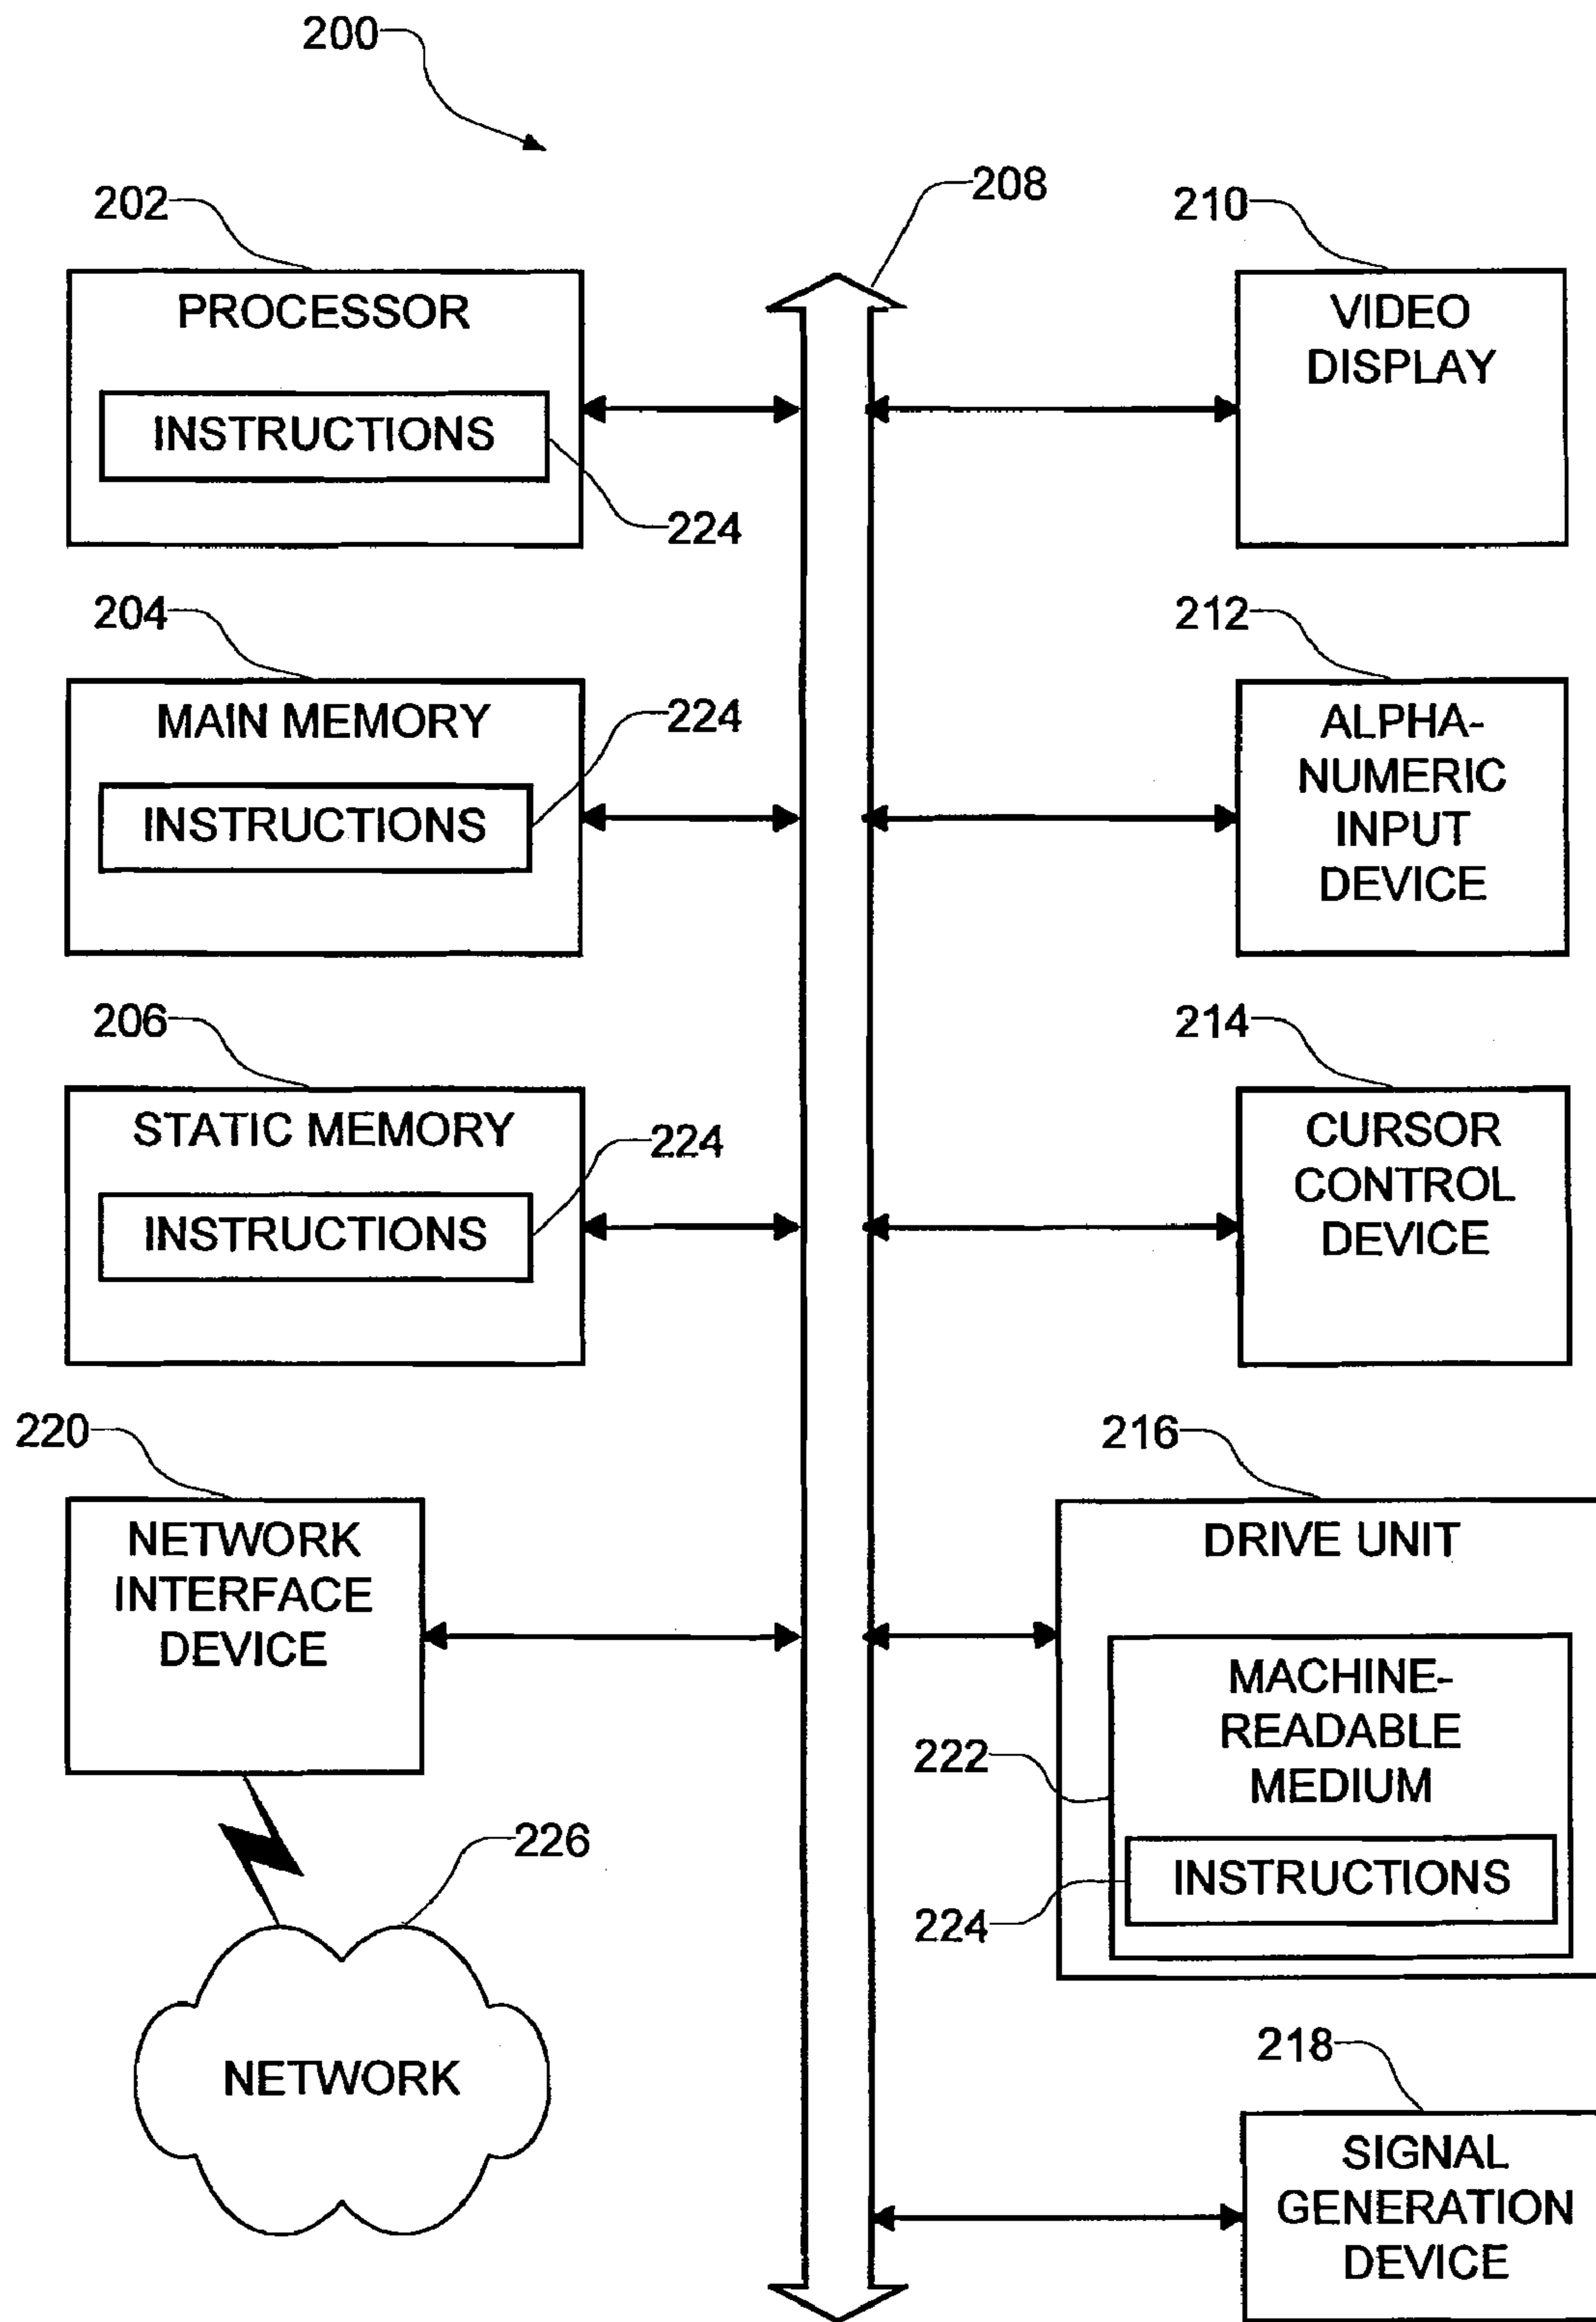 200
208
202
PROCESSOR
INSTRUCTIONS
224
204
MAIN MEMORY
224
INSTRUCTIONS
206
STATIC MEMORY
224
INSTRUCTIONS
220
NETWORK
INTERFACE
DEVICE
226
NETWORK
210
VIDEO
DISPLAY
212
ALPHA-
NUMERIC
INPUT
DEVICE
214
CURSOR
CONTROL
DEVICE
216
DRIVE UNIT
MACHINE-
READABLE
MEDIUM
222
INSTRUCTIONS
224
218
SIGNAL
GENERATION
DEVICE